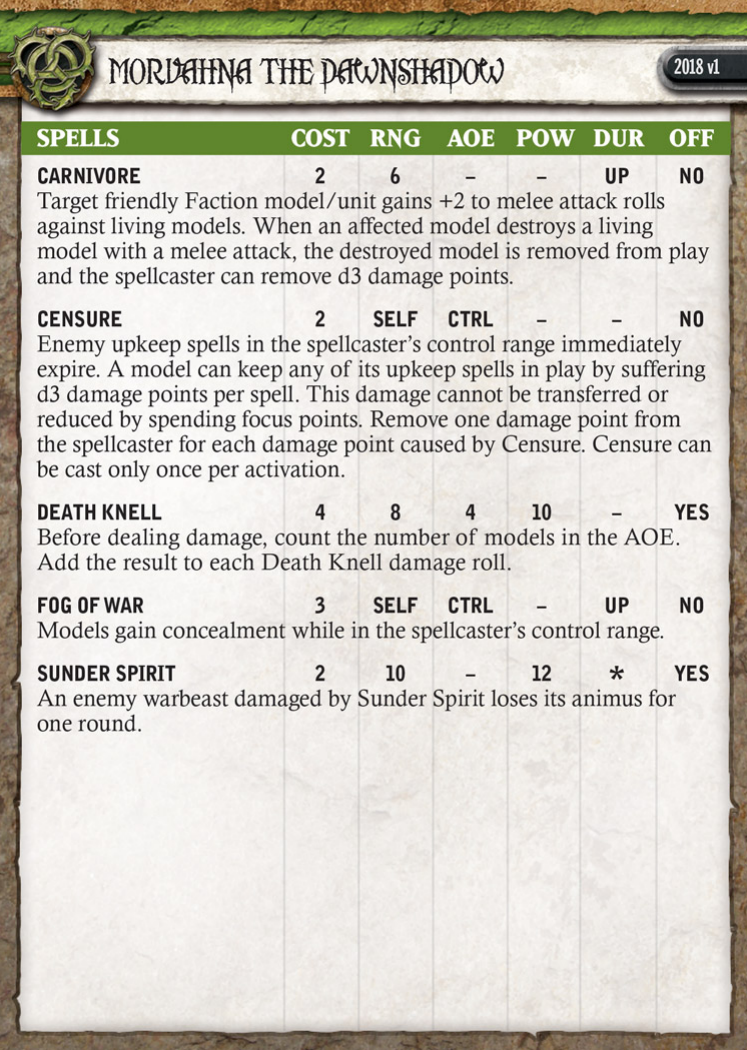 MORVAHNA THE DAWNSHADOW
2018 v1
SPELLS COST RNG AOE POW DUR OFF
CARNIVORE 2 6 – – UP NO
Target friendly Faction model/unit gains +2 to melee attack rolls
against living models. When an affected model destroys a living
model with a melee attack, the destroyed model is removed from play
and the spellcaster can remove d3 damage points.
CENSURE 2 SELF CTRL – – NO
Enemy upkeep spells in the spellcaster's control range immediately
expire. A model can keep any of its upkeep spells in play by suffering
d3 damage points per spell. This damage cannot be transferred or
reduced by spending focus points. Remove one damage point from
the spellcaster for each damage point caused by Censure. Censure can
be cast only once per activation.
DEATH KNELL 4 8 4 10 – YES
Before dealing damage, count the number of models in the AOE.
Add the result to each Death Knell damage roll.
FOG OF WAR 3 SELF CTRL – UP NO
Models gain concealment while in the spellcaster's control range.
SUNDER SPIRIT 2 10 – 12 * YES
An enemy warbeast damaged by Sunder Spirit loses its animus for
one round.